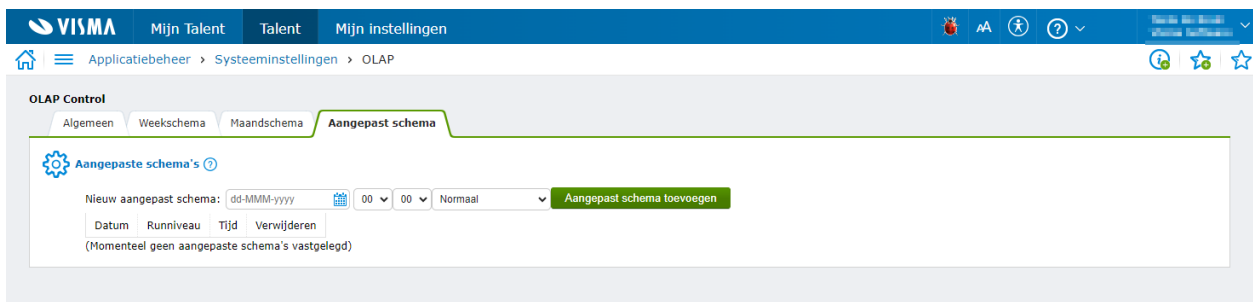 VISMA Mijn Talent Talent Mijn instellingen AA ?
Applicatiebeheer > Systeeminstellingen > OLAP
OLAP Control
Algemeen Weekschema Maandschema Aangepast schema
Aangepaste schema's ?
Nieuw aangepast schema: dd-MMM-yyyy 00 00 Normaal Aangepast schema toevoegen
Datum Runniveau Tijd Verwijderen
(Momenteel geen aangepaste schema's vastgelegd)